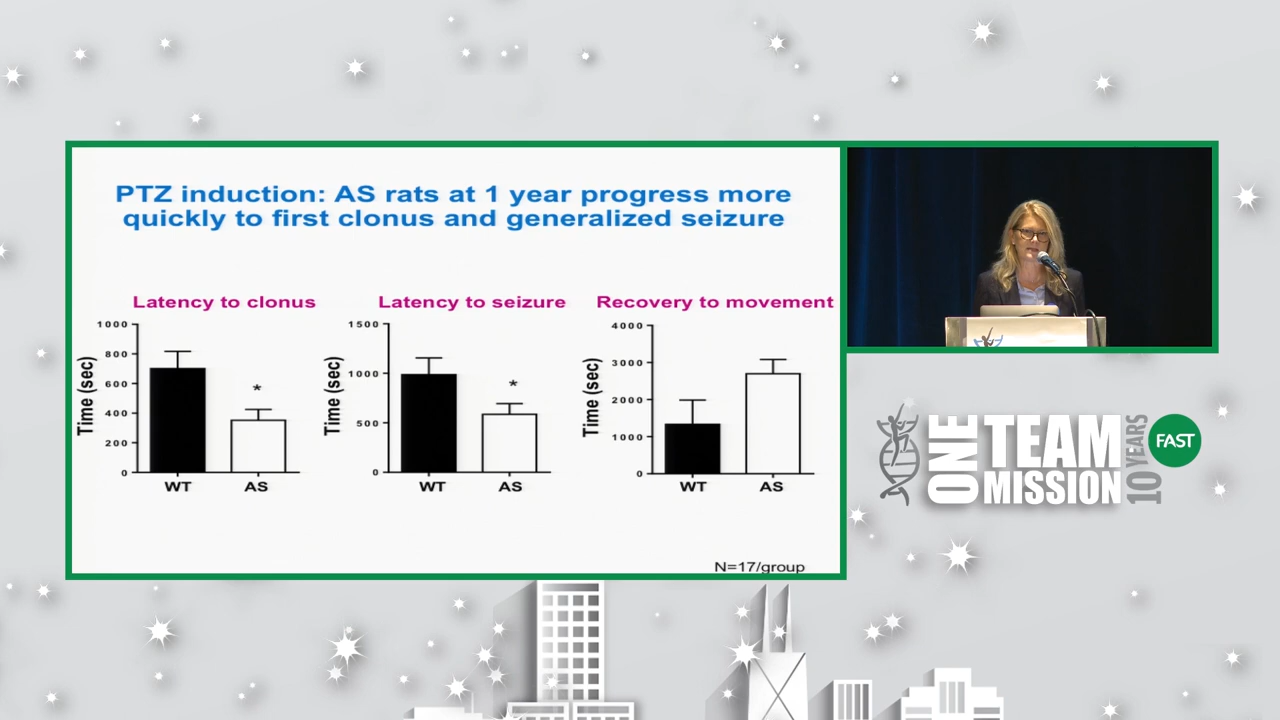 PTZ induction: AS rats at 1 year progress more
quickly to first clonus and generalized seizure
Latency to clonus
Time (sec)
1000
800
600
400
200
0
*
WT
AS
Latency to seizure
Time (sec)
1500
1000
500
0
*
WT
AS
Recovery to movement
Time (sec)
4000
3000
2000
1000
0
WT
AS
N=17/group
ONE
TEAM
MISSION
10 YEARS
FAST